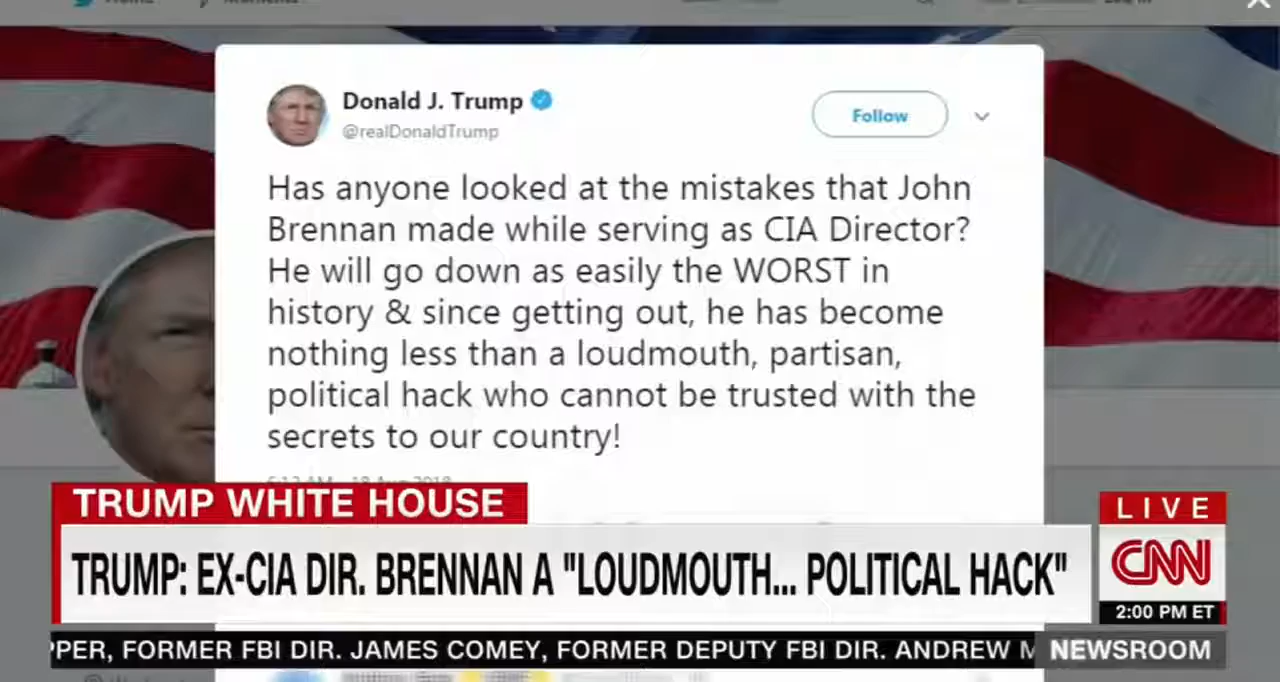 Donald J. Trump
@realDonaldTrump
Follow
Has anyone looked at the mistakes that John
Brennan made while serving as CIA Director?
He will go down as easily the WORST in
history & since getting out, he has become
nothing less than a loudmouth, partisan,
political hack who cannot be trusted with the
secrets to our country!
18 Aug 2018
TRUMP WHITE HOUSE
TRUMP: EX-CIA DIR. BRENNAN A "LOUDMOUTH... POLITICAL HACK"
LIVE
CNN
2:00 PM ET
PPER, FORMER FBI DIR. JAMES COMEY, FORMER DEPUTY FBI DIR. ANDREW M
NEWSROOM